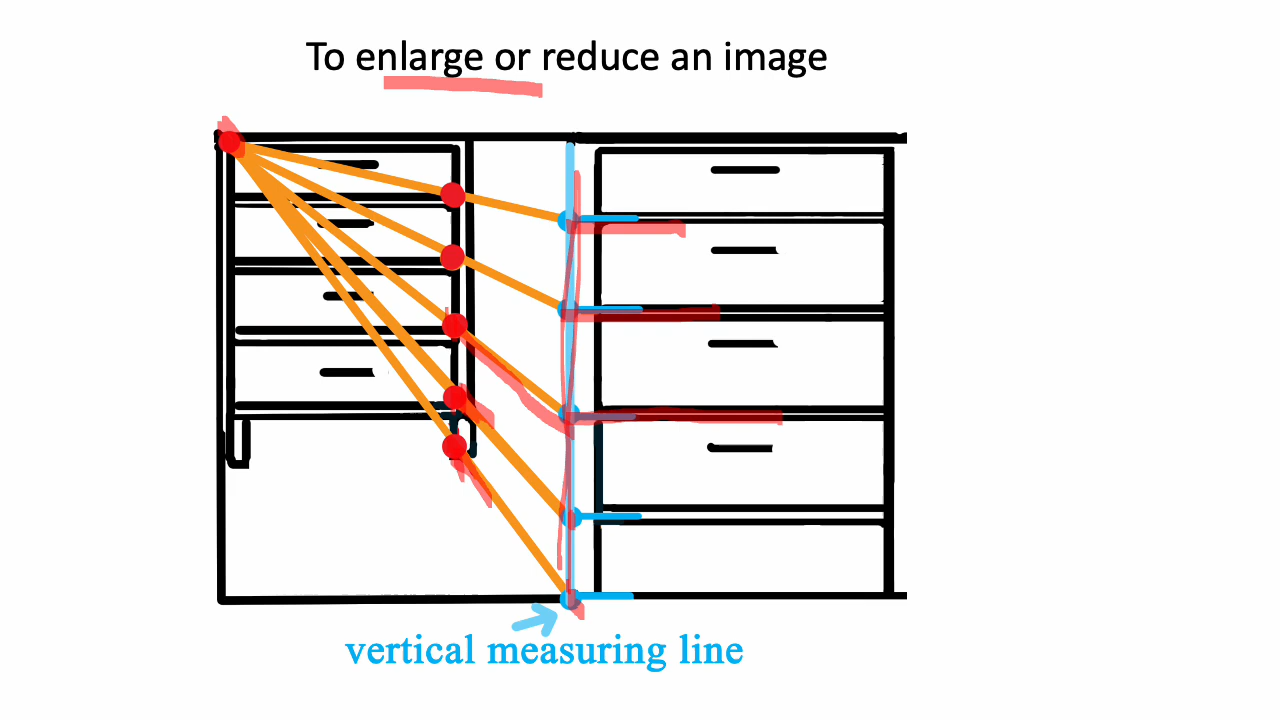 To enlarge or reduce an image
vertical measuring line